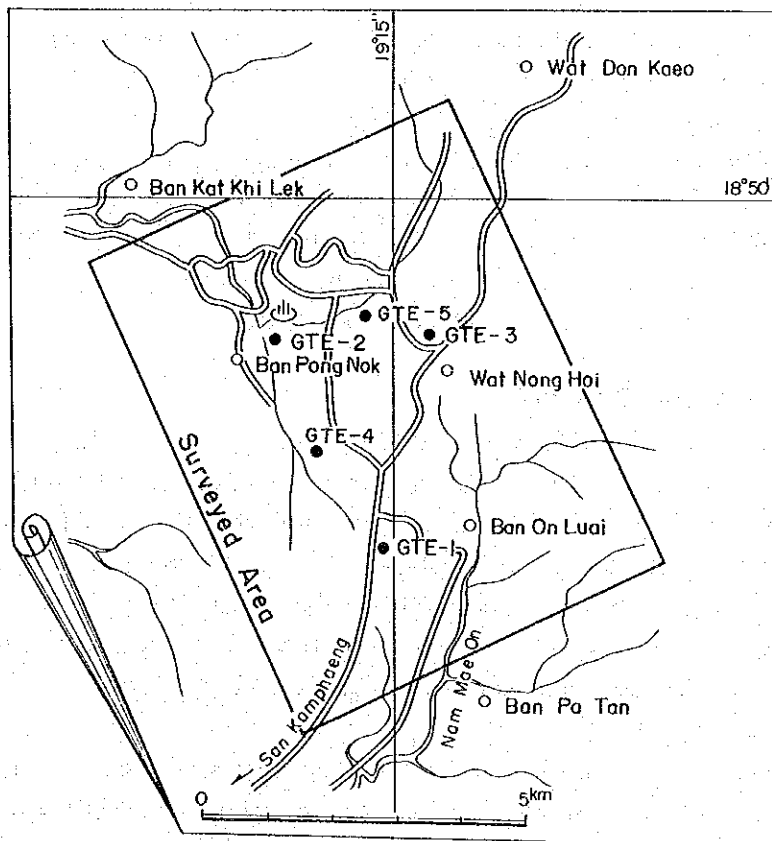 19°15'
Wat Don Kaeo
Ban Kat Khi Lek
18°50'
GTE-5
GTE-3
GTE-2
Ban Pong Nok
Wat Nong Hoi
GTE-4
Surveyed Area
Ban On Luai
GTE-1
San Kamphaeng
Nam Mae On
Ban Pa Tan
0
5 km